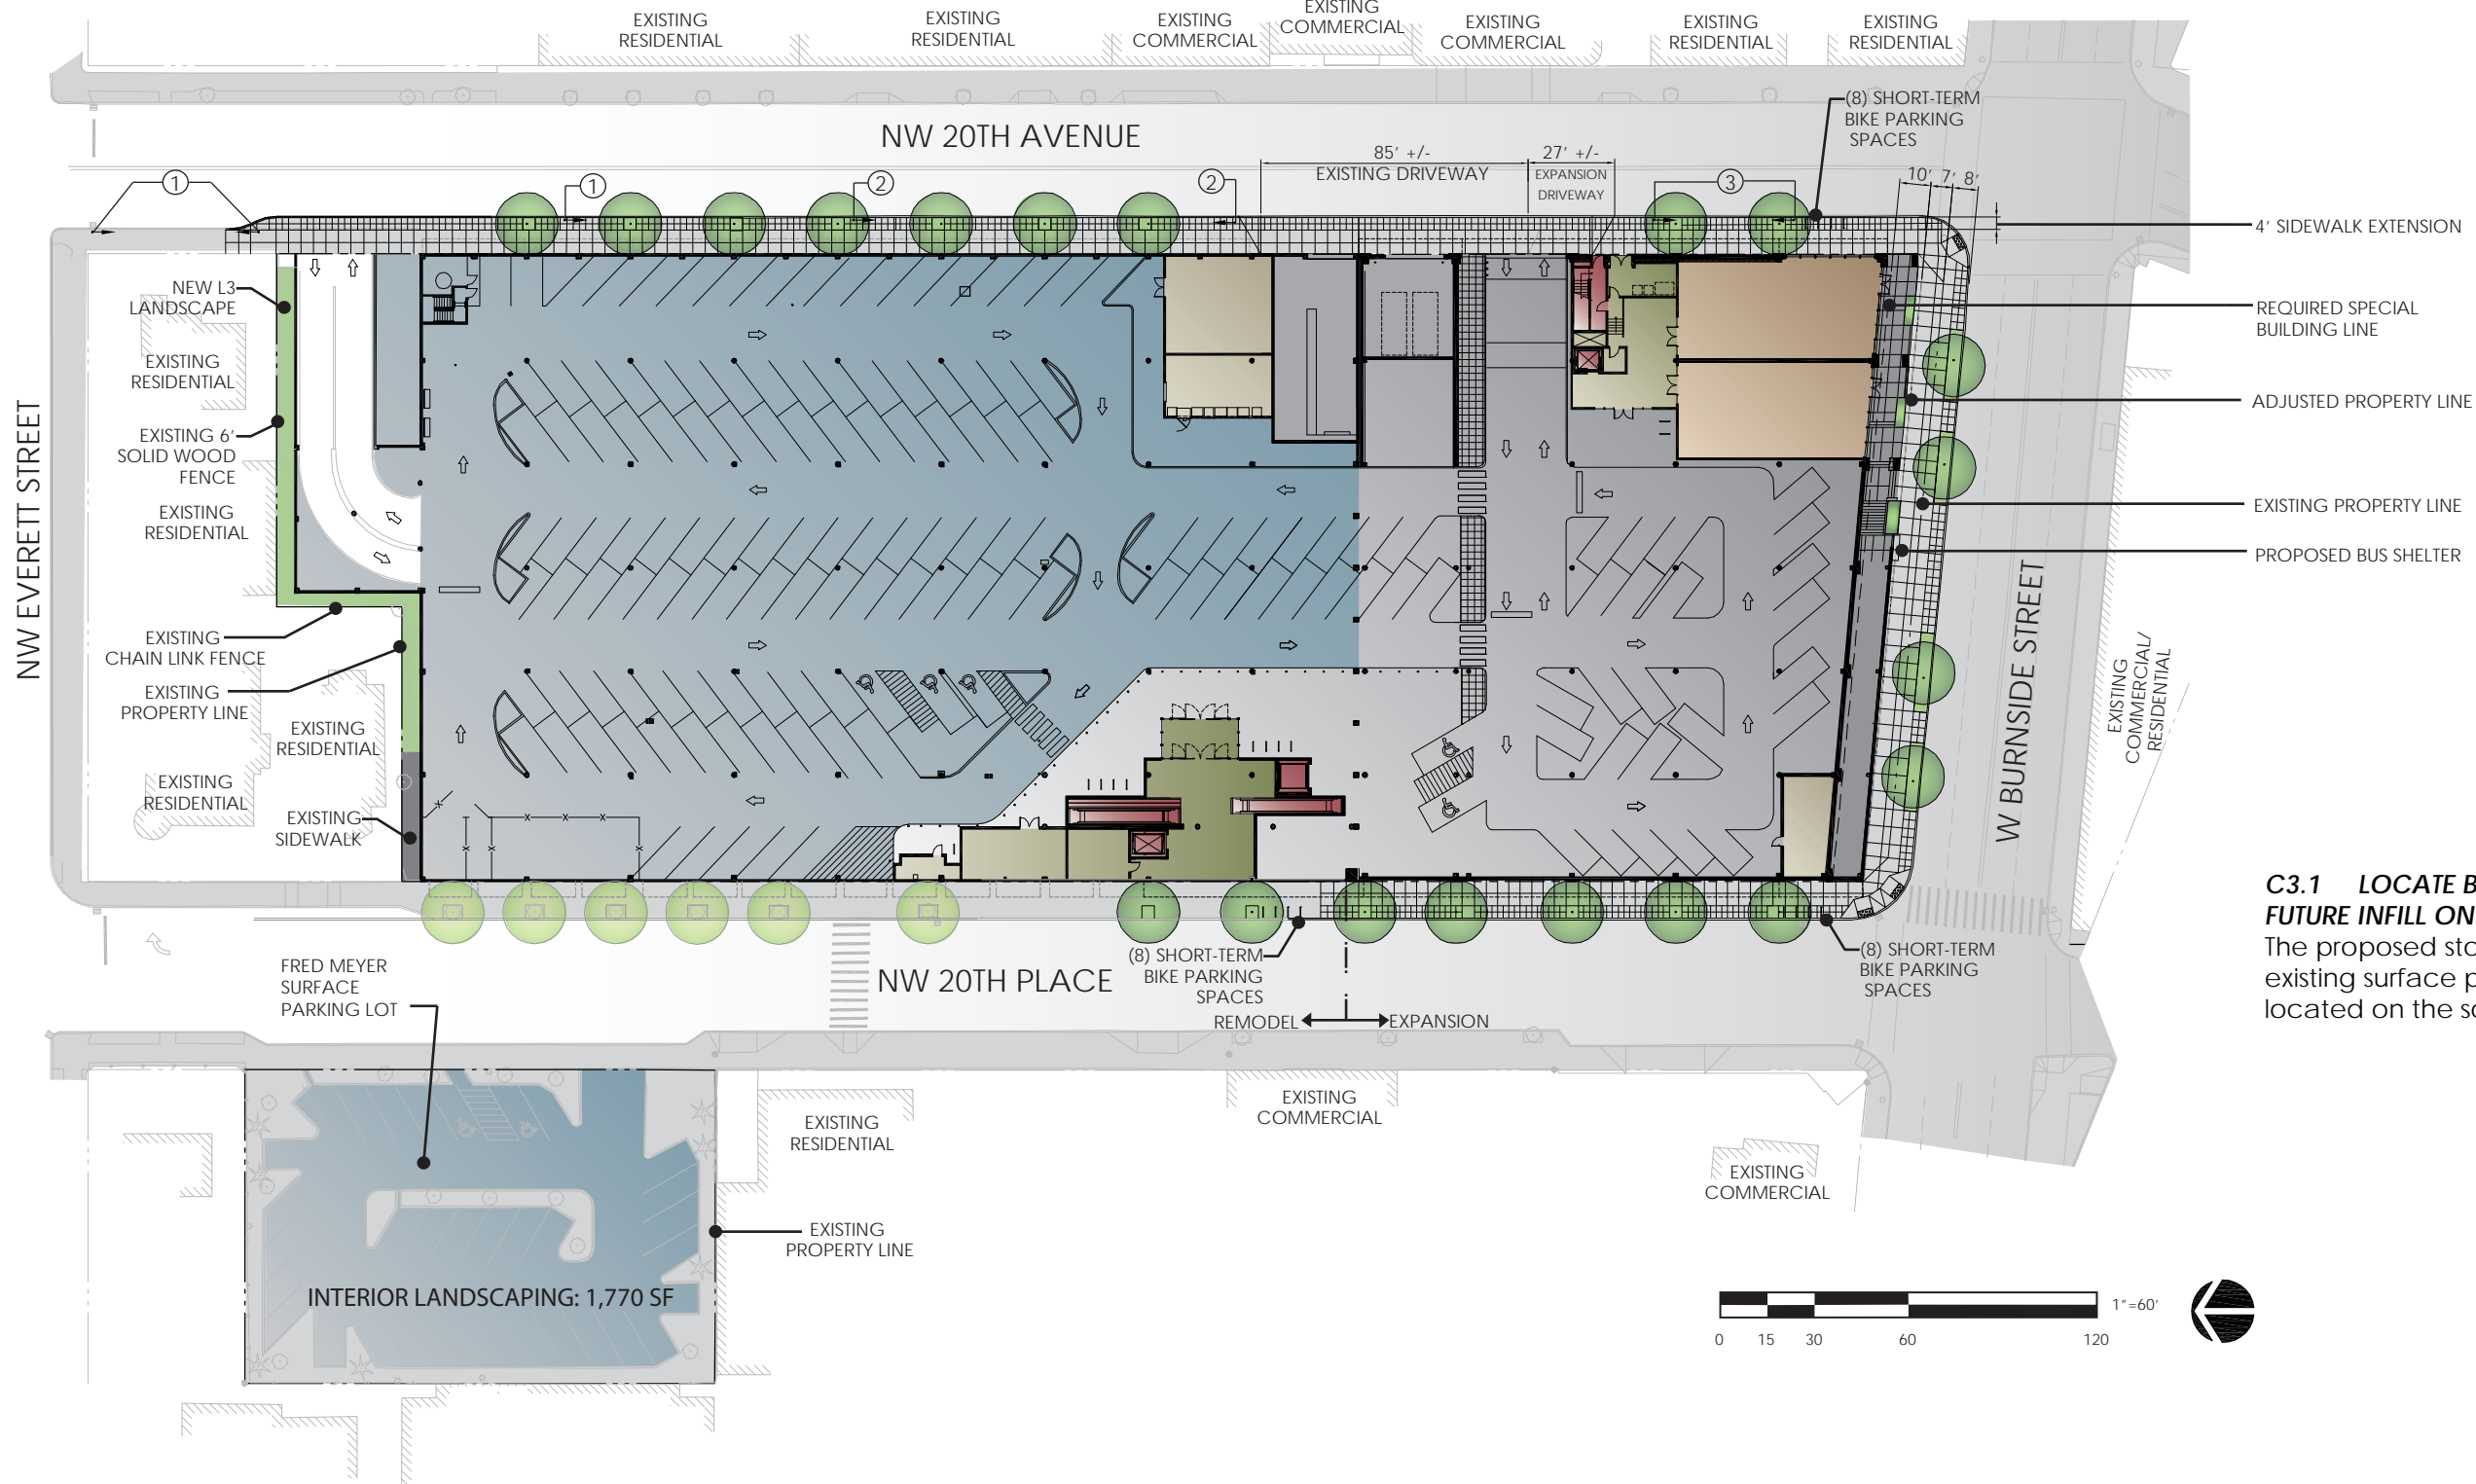 EXISTING
RESIDENTIAL
EXISTING
RESIDENTIAL
EXISTING
COMMERCIAL
EXISTING
COMMERCIAL
EXISTING
COMMERCIAL
EXISTING
RESIDENTIAL
EXISTING
RESIDENTIAL
NW 20TH AVENUE
(8) SHORT-TERM
BIKE PARKING
SPACES
85' +/-
EXISTING DRIVEWAY
27' +/-
EXPANSION
DRIVEWAY
10' 7' 8'
1
1
2
2
3
4' SIDEWALK EXTENSION
REQUIRED SPECIAL
BUILDING LINE
ADJUSTED PROPERTY LINE
EXISTING PROPERTY LINE
PROPOSED BUS SHELTER
NW EVERETT STREET
NEW L3
LANDSCAPE
EXISTING
RESIDENTIAL
EXISTING 6'
SOLID WOOD
FENCE
EXISTING
RESIDENTIAL
EXISTING
CHAIN LINK FENCE
EXISTING
PROPERTY LINE
EXISTING
RESIDENTIAL
EXISTING
RESIDENTIAL
EXISTING
SIDEWALK
W BURNSIDE STREET
EXISTING
COMMERCIAL/
RESIDENTIAL
C3.1 LOCATE B
FUTURE INFILL ON
The proposed sto
existing surface p
located on the so
FRED MEYER
SURFACE
PARKING LOT
NW 20TH PLACE
(8) SHORT-TERM
BIKE PARKING
SPACES
(8) SHORT-TERM
BIKE PARKING
SPACES
REMODEL
EXPANSION
EXISTING
RESIDENTIAL
EXISTING
COMMERCIAL
EXISTING
COMMERCIAL
EXISTING
PROPERTY LINE
INTERIOR LANDSCAPING: 1,770 SF
1"=60'
0 15 30 60 120